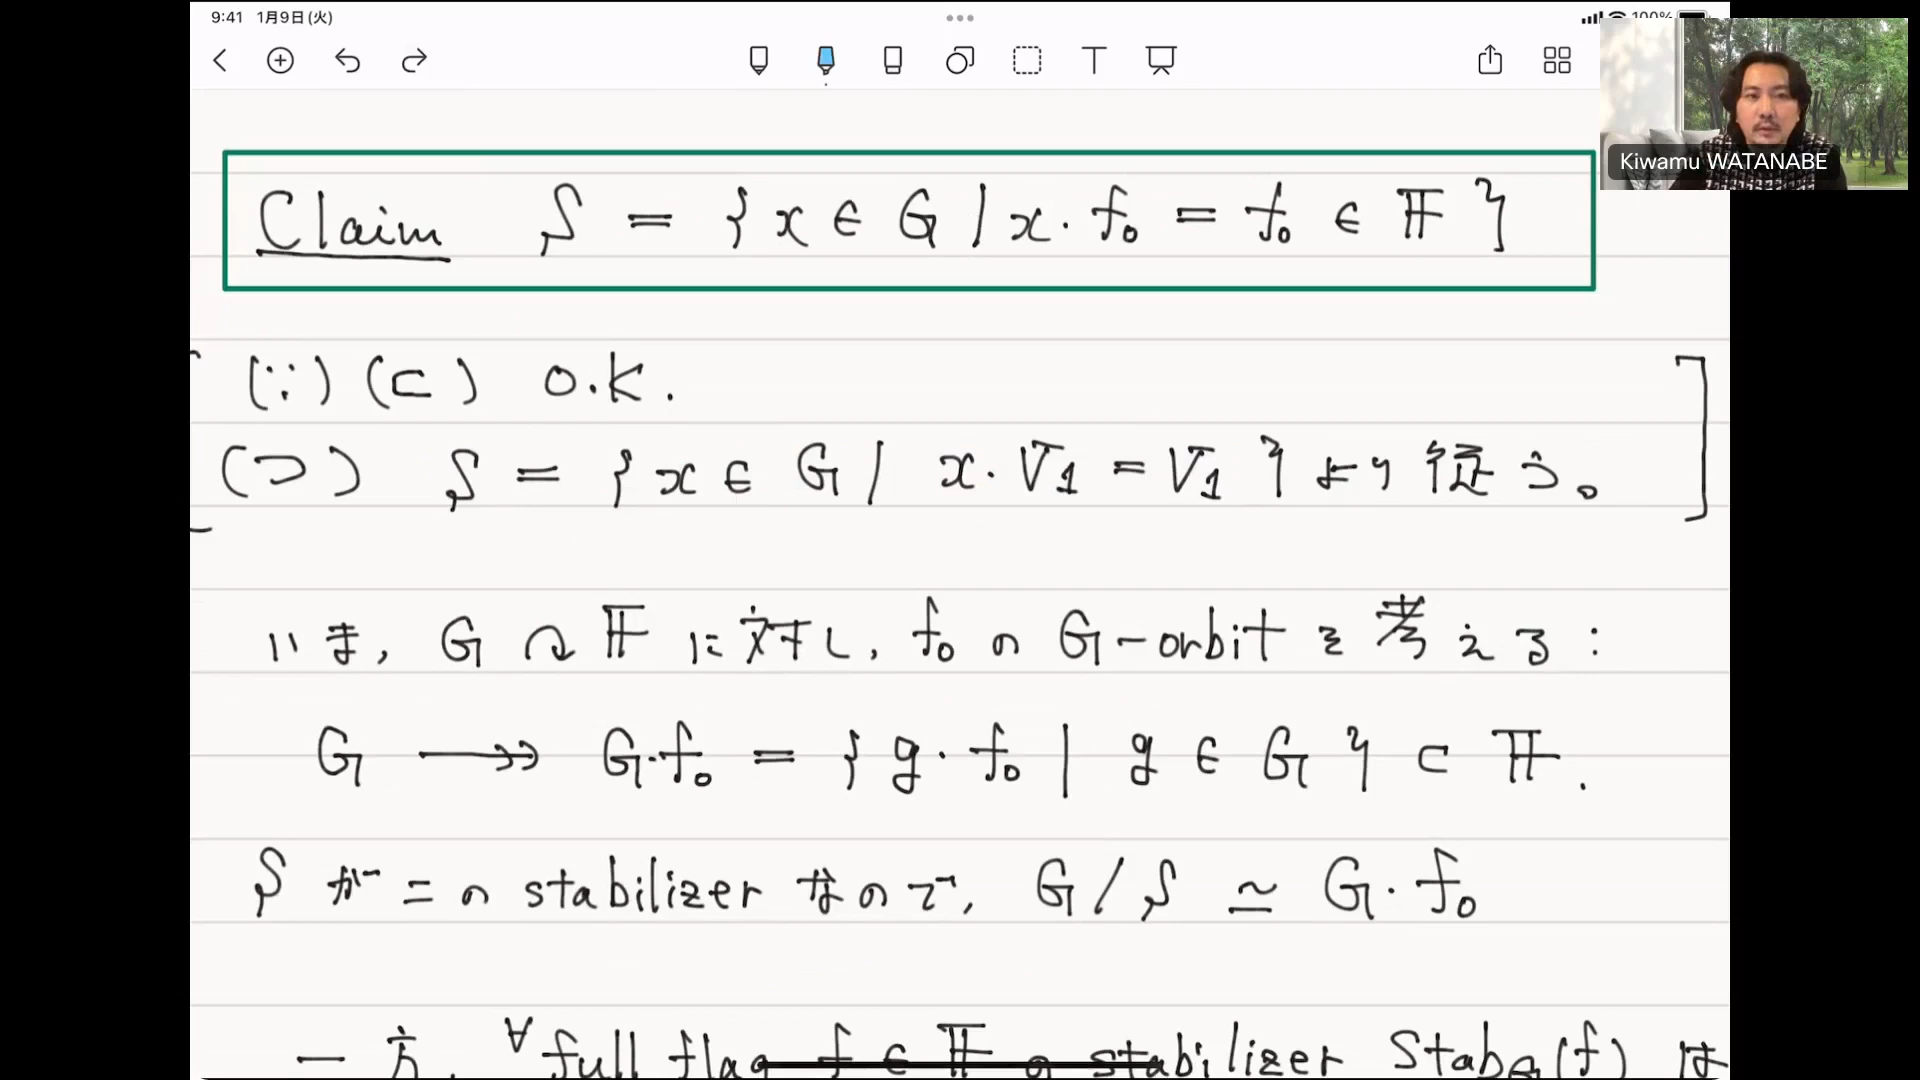 9:41 1月9日(火)
100%
Kiwamu WATANABE
Claim S = {x ∈ G | x・f₀ = f₀ ∈ 𝔽}
(∵) (⊂) O.K.
(⊃) S = {x ∈ G | x・V₁ = V₁} より従う。
いま, G ↷ 𝔽 に対し, f₀ の G-orbit を考える:
G ↠ G・f₀ = {g・f₀ | g ∈ G} ⊂ 𝔽.
S がこの stabilizer なので, G/S ≃ G・f₀
一方, ∀full flag f ∈ 𝔽 の stabilizer Stab_G(f) は